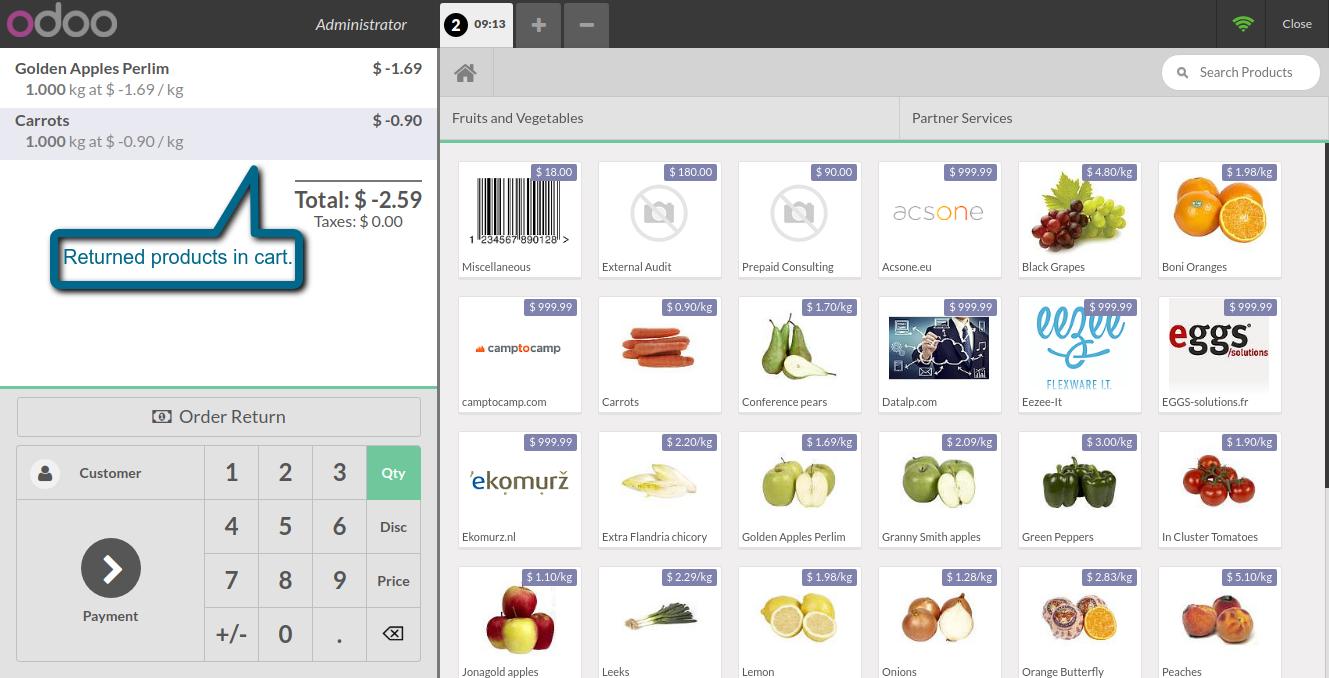 odoo
Administrator
2 09:13
Close
Golden Apples Perlim $ -1.69
1.000 kg at $ -1.69 / kg
Carrots $ -0.90
1.000 kg at $ -0.90 / kg
Total: $ -2.59
Taxes: $ 0.00
Returned products in cart.
Order Return
Customer
1 2 3 Qty
4 5 6 Disc
7 8 9 Price
+/- 0 .
Payment
Search Products
Fruits and Vegetables
Partner Services
$ 18.00
1 234567 890128 >
Miscellaneous
$ 180.00
External Audit
$ 90.00
Prepaid Consulting
$ 999.99
acsone
Acsone.eu
$ 4.80/kg
Black Grapes
$ 1.98/kg
Boni Oranges
$ 999.99
camptocamp
camptocamp.com
$ 0.90/kg
Carrots
$ 1.70/kg
Conference pears
$ 999.99
Datalp.com
$ 999.99
eezee
FLEXWARE I.T.
Eezee-It
$ 999.99
eggs
/solutions
EGGS-solutions.fr
$ 999.99
'ekomurž
Ekomurz.nl
$ 2.20/kg
Extra Flandria chicory
$ 1.69/kg
Golden Apples Perlim
$ 2.09/kg
Granny Smith apples
$ 3.00/kg
Green Peppers
$ 1.90/kg
In Cluster Tomatoes
$ 1.10/kg
Jonagold apples
$ 2.29/kg
Leeks
$ 1.98/kg
Lemon
$ 1.28/kg
Onions
$ 2.83/kg
Orange Butterfly
$ 5.10/kg
Peaches